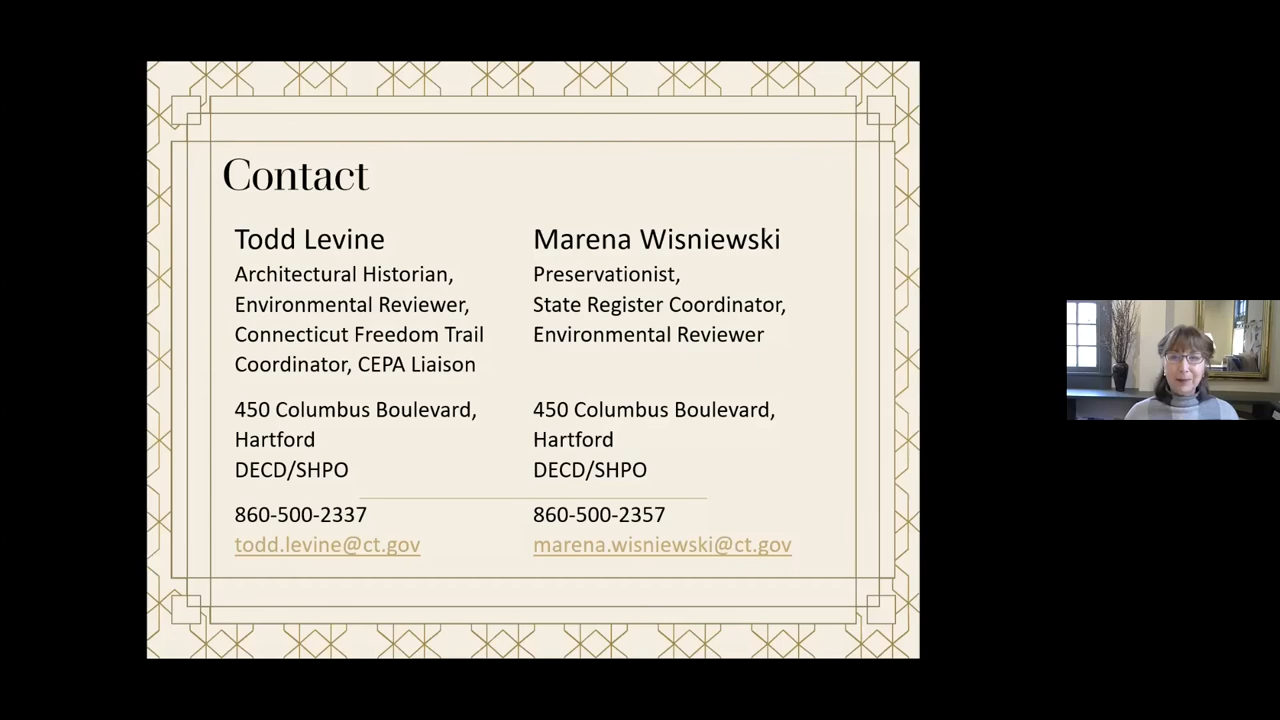 Contact
Todd Levine
Architectural Historian,
Environmental Reviewer,
Connecticut Freedom Trail
Coordinator, CEPA Liaison
450 Columbus Boulevard,
Hartford
DECD/SHPO
860-500-2337
todd.levine@ct.gov
Marena Wisniewski
Preservationist,
State Register Coordinator,
Environmental Reviewer
450 Columbus Boulevard,
Hartford
DECD/SHPO
860-500-2357
marena.wisniewski@ct.gov